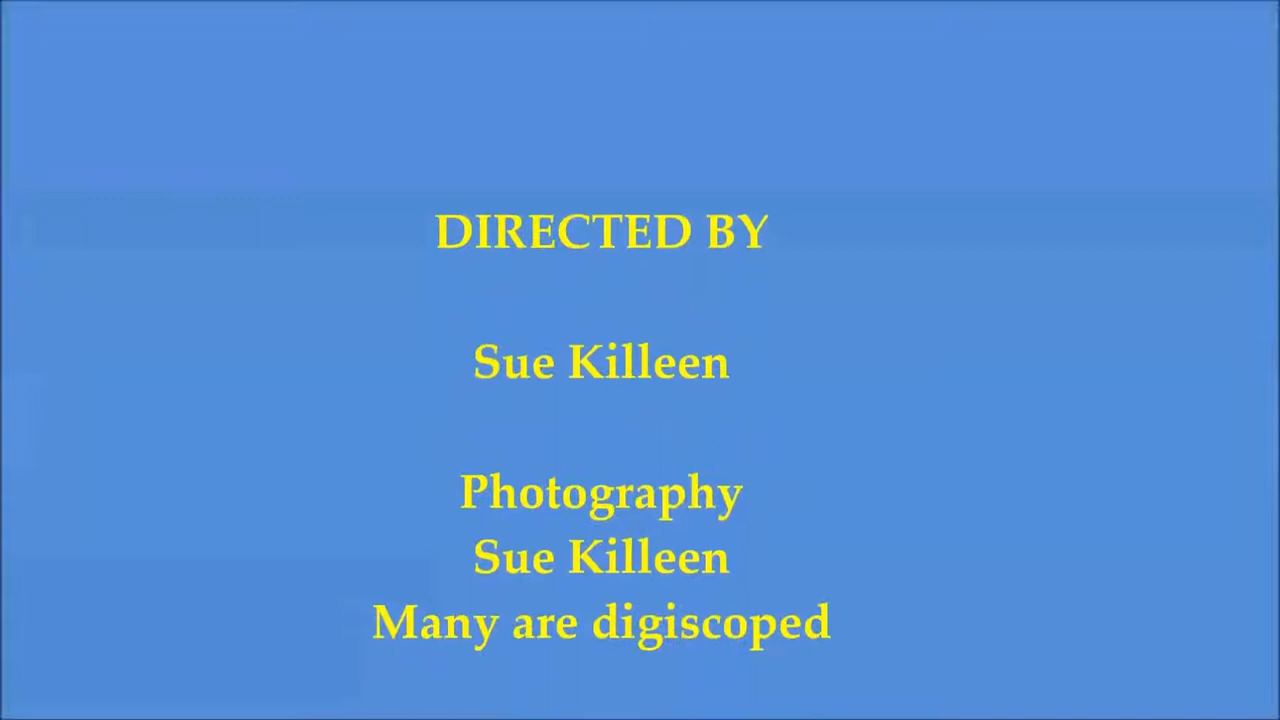 DIRECTED BY
Sue Killeen
Photography
Sue Killeen
Many are digiscoped